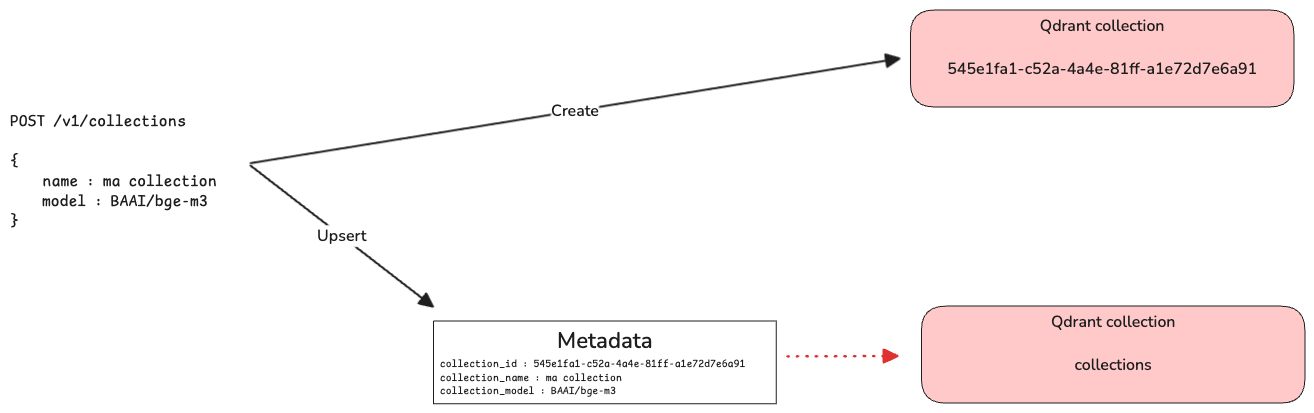 Qdrant collection
545e1fa1-c52a-4a4e-81ff-a1e72d7e6a91
Create
POST /v1/collections
{
name : ma collection
model : BAAI/bge-m3
}
Upsert
Metadata
collection_id : 545e1fa1-c52a-4a4e-81ff-a1e72d7e6a91
collection_name : ma collection
collection_model : BAAI/bge-m3
Qdrant collection
collections